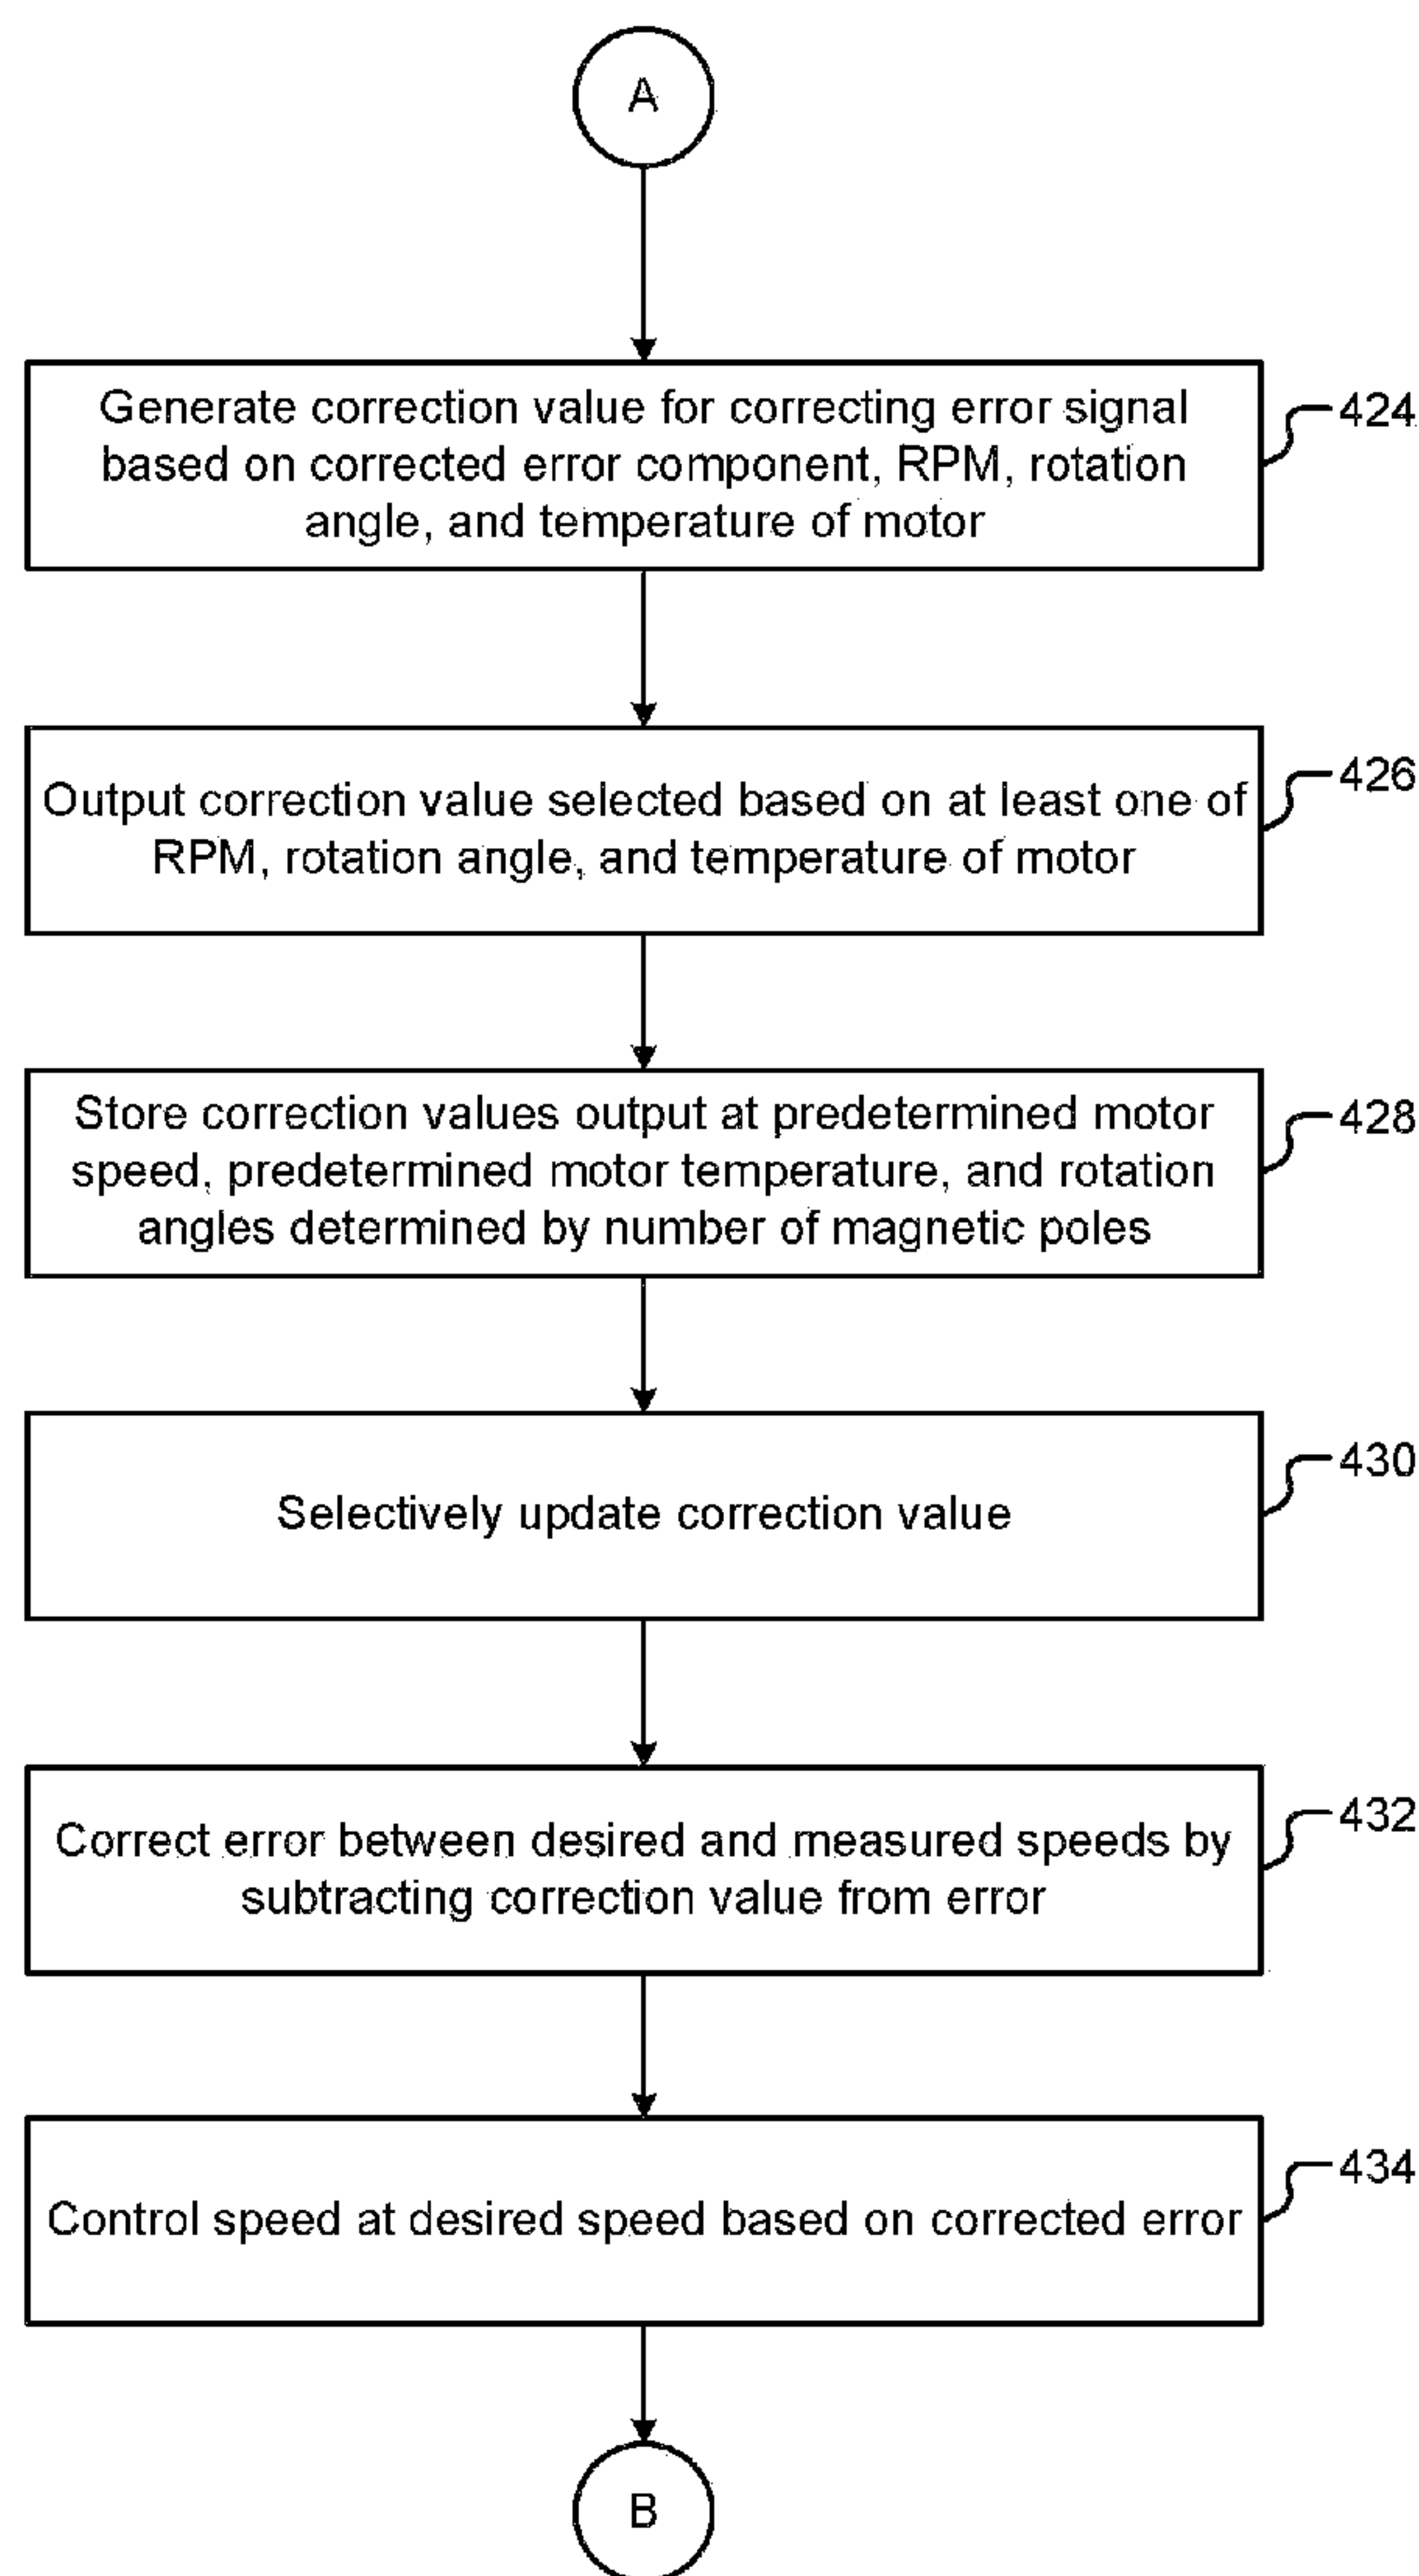 A
Generate correction value for correcting error signal
based on corrected error component, RPM, rotation
angle, and temperature of motor
424
Output correction value selected based on at least one of
RPM, rotation angle, and temperature of motor
426
Store correction values output at predetermined motor
speed, predetermined motor temperature, and rotation
angles determined by number of magnetic poles
428
Selectively update correction value
430
Correct error between desired and measured speeds by
subtracting correction value from error
432
Control speed at desired speed based on corrected error
434
B